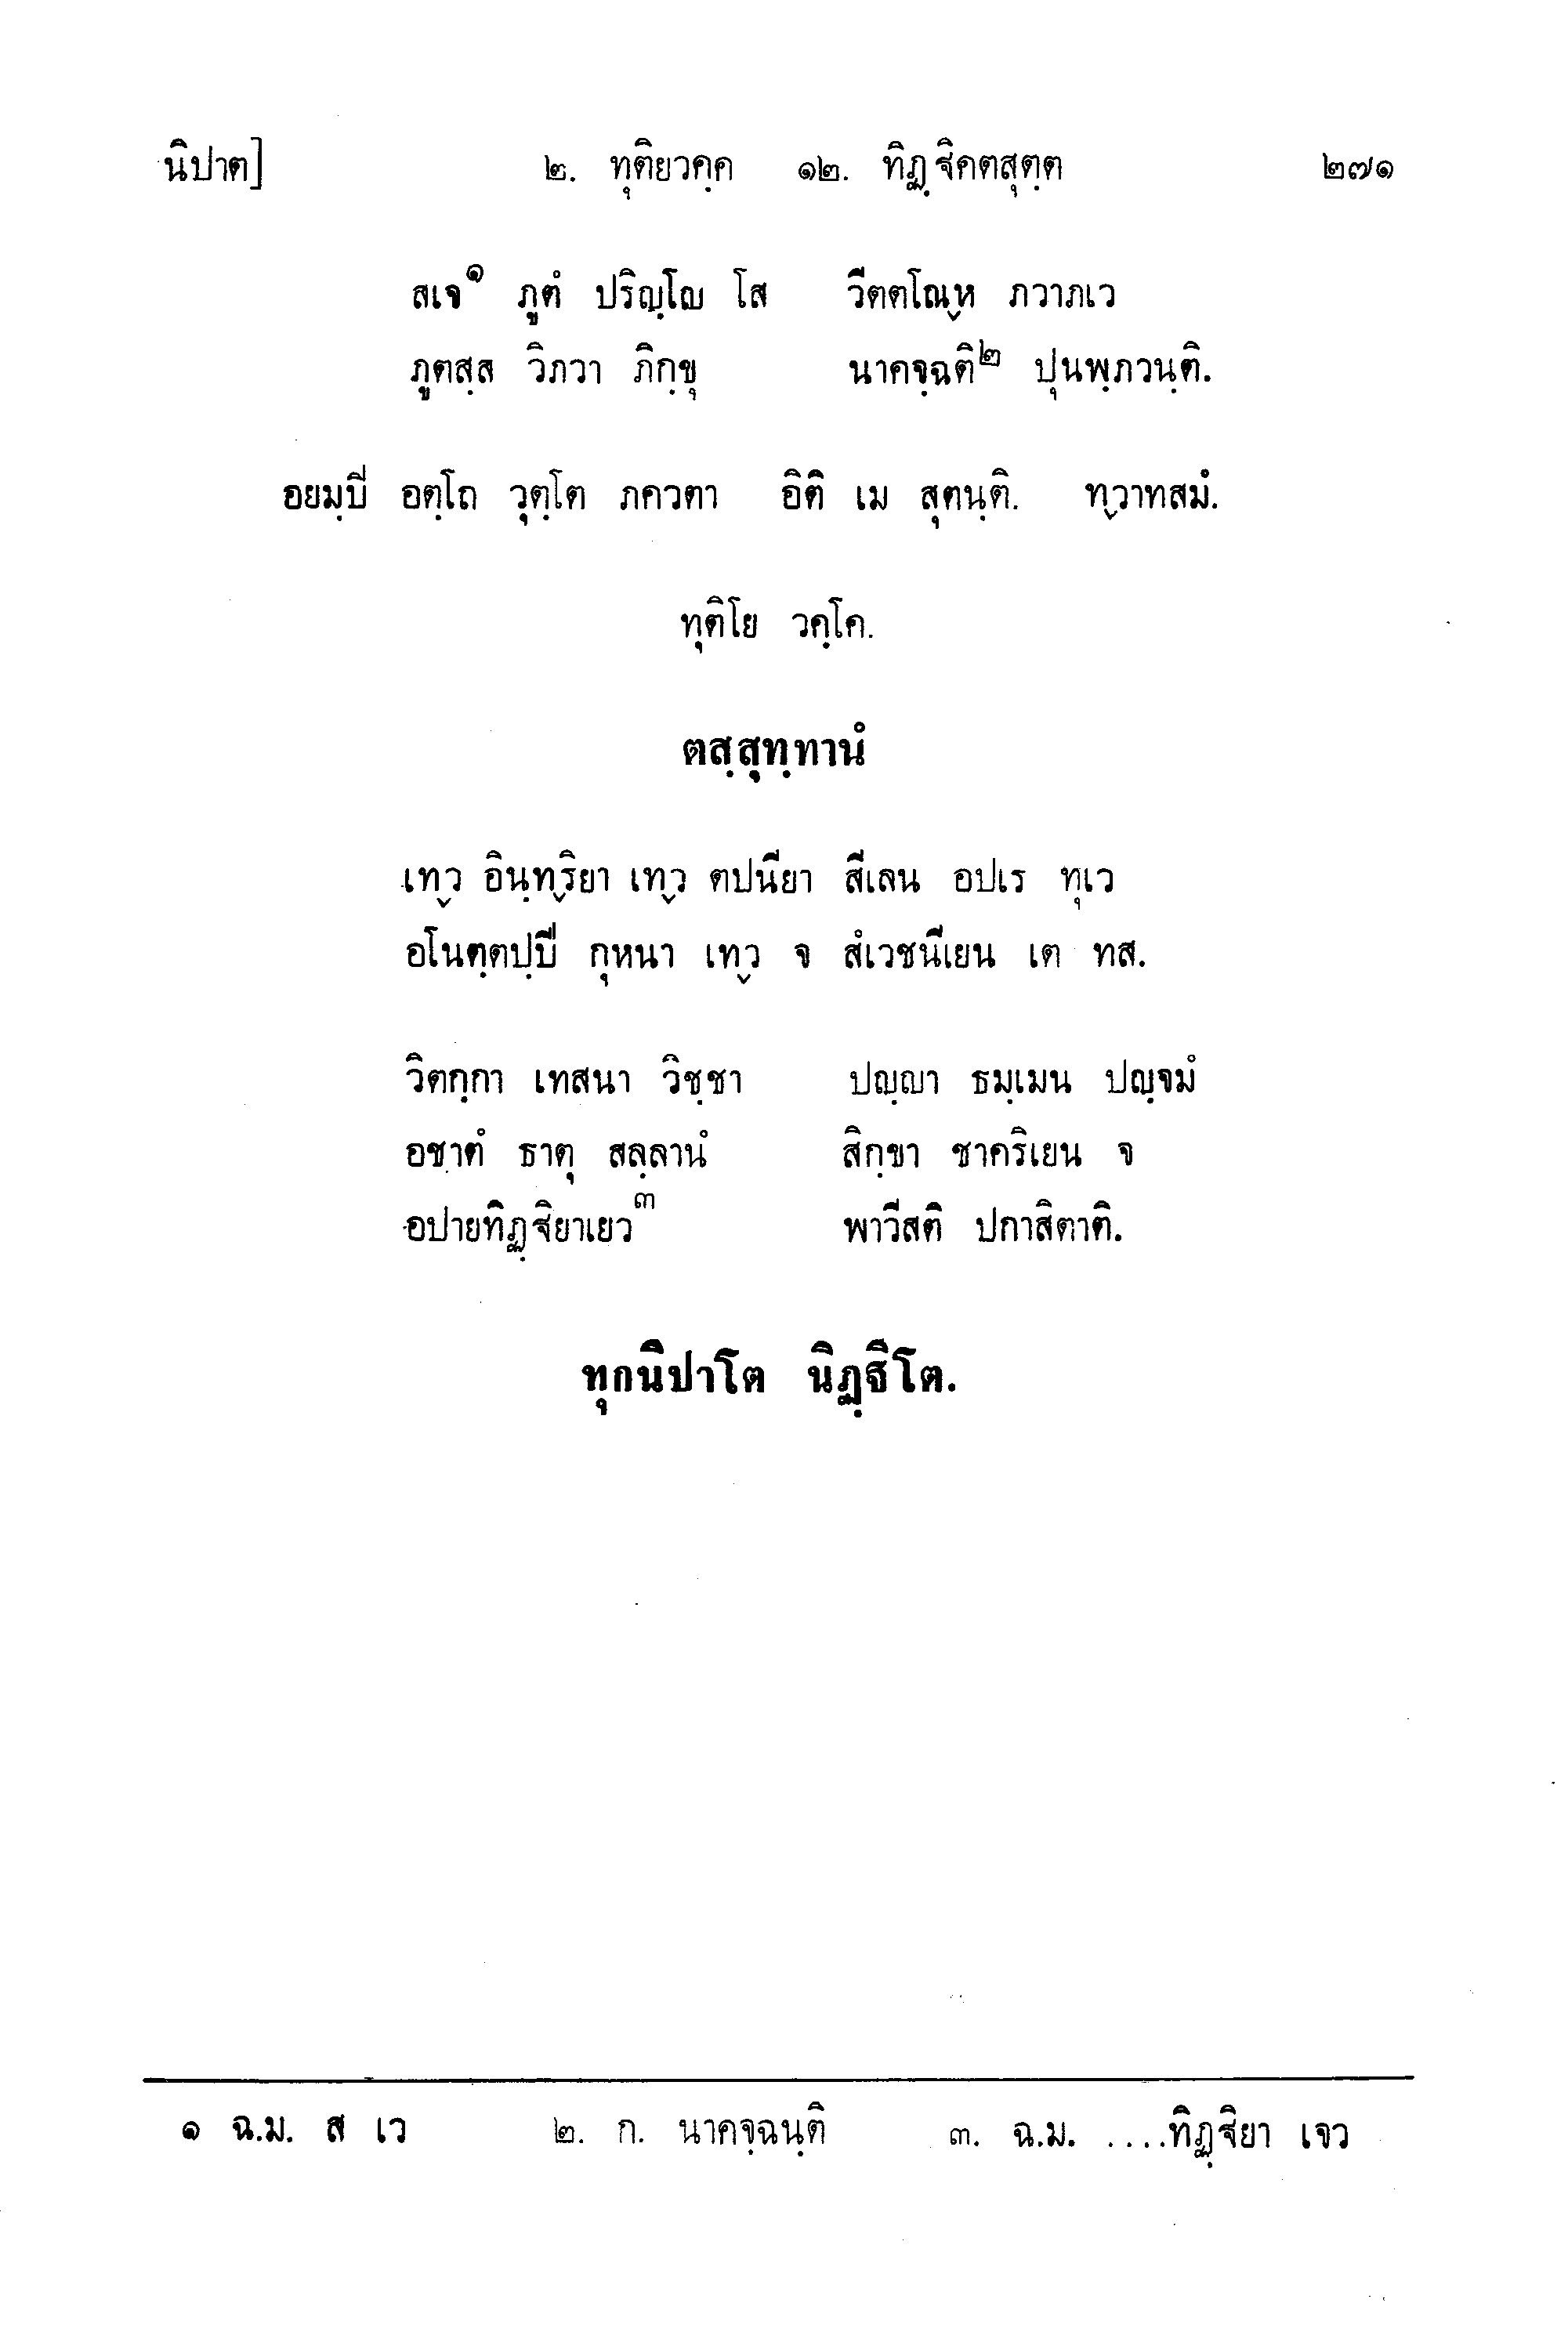 นิปาต] ๒. ทุติยวคฺค ๑๒. ทิฏฺฐิคตสุตฺต ๒๗๑
สเจ๑ ภูตํ ปริญฺโญ โส วีตตโณฺห ภวาภเว
ภูตสฺส วิภวา ภิกฺขุ นาคจฺฉติ๒ ปุนพฺภวนฺติ.
อยมฺปิ อตฺโถ วุตฺโต ภควตา อิติ เม สุตนฺติ. ทฺวาทสมํ.
ทุติโย วคฺโค.
ตสฺสุทฺทานํ
เทฺว อินฺทฺริยา เทฺว ตปนียา สีเลน อปเร ทุเว
อโนตฺตปฺปี กุหนา เทฺว จ สํเวชนีเยน เต ทส.
วิตกฺกา เทสนา วิชฺชา ปญฺญา ธมฺเมน ปญฺจมํ
อชาตํ ธาตุ สลฺลานํ สิกฺขา ชาคริเยน จ
อปายทิฏฺฐิยาเยว๓ พาวีสติ ปกาสิตาติ.
ทุกนิปาโต นิฏฺฐิโต.
๑ ฉ.ม. ส เว ๒. ก. นาคจฺฉนฺติ ๓. ฉ.ม. ....ทิฏฺฐิยา เจว